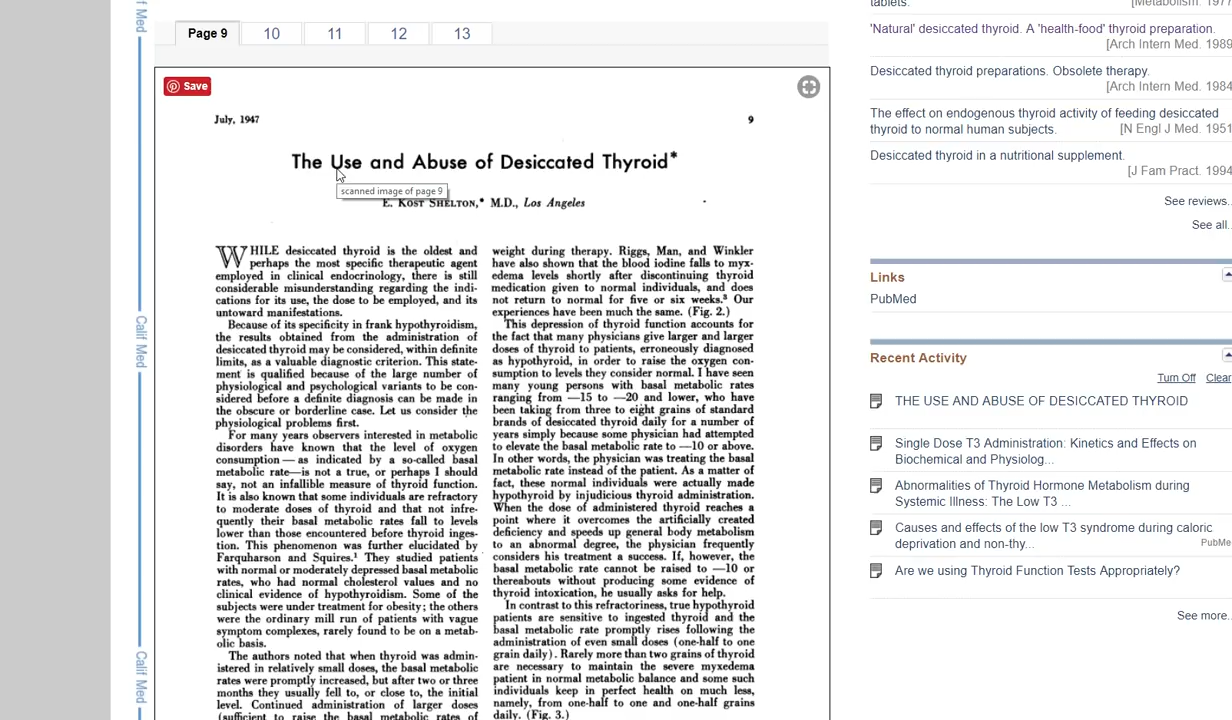 tablets.
[Metabolism. 1977
Calif Med
Page 9
10
11
12
13
'Natural' desiccated thyroid. A 'health-food' thyroid preparation.
[Arch Intern Med. 1989
Save
Desiccated thyroid preparations. Obsolete therapy.
[Arch Intern Med. 1984
July, 1947
9
The effect on endogenous thyroid activity of feeding desiccated
thyroid to normal human subjects.
[N Engl J Med. 1951
The Use and Abuse of Desiccated Thyroid*
Desiccated thyroid in a nutritional supplement.
[J Fam Pract. 1994
scanned image of page 9
E. KOST SHELTON,* M.D., Los Angeles
See reviews..
See all..
WHILE desiccated thyroid is the oldest and
perhaps the most specific therapeutic agent
employed in clinical endocrinology, there is still
considerable misunderstanding regarding the indi-
cations for its use, the dose to be employed, and its
untoward manifestations.
Because of its specificity in frank hypothyroidism,
the results obtained from the administration of
desiccated thyroid may be considered, within definite
limits, as a valuable diagnostic criterion. This state-
ment is qualified because of the large number of
physiological and psychological variants to be con-
sidered before a definite diagnosis can be made in
the obscure or borderline case. Let us consider the
physiological problems first.
For many years observers interested in metabolic
disorders have known that the level of oxygen
consumption — as indicated by a so-called basal
metabolic rate—is not a true, or perhaps I should
say, not an infallible measure of thyroid function.
It is also known that some individuals are refractory
to moderate doses of thyroid and that not infre-
quently their basal metabolic rates fall to levels
lower than those encountered before thyroid inges-
tion. This phenomenon was further elucidated by
Farquharson and Squires.¹ They studied patients
with normal or moderately depressed basal metabolic
rates, who had normal cholesterol values and no
clinical evidence of hypothyroidism. Some of the
subjects were under treatment for obesity; the others
were the ordinary mill run of patients with vague
symptom complexes, rarely found to be on a metab-
olic basis.
The authors noted that when thyroid was admin-
istered in relatively small doses, the basal metabolic
rates were promptly increased, but after two or three
months they usually fell to, or close to, the initial
level. Continued administration of larger doses
(sufficient to raise the basal metabolic rates of
weight during therapy. Riggs, Man, and Winkler
have also shown that the blood iodine falls to myx-
edema levels shortly after discontinuing thyroid
medication given to normal individuals, and does
not return to normal for five or six weeks.³ Our
experiences have been much the same. (Fig. 2.)
This depression of thyroid function accounts for
the fact that many physicians give larger and larger
doses of thyroid to patients, erroneously diagnosed
as hypothyroid, in order to raise the oxygen con-
sumption to levels they consider normal. I have seen
many young persons with basal metabolic rates
ranging from —15 to —20 and lower, who have
been taking from three to eight grains of standard
brands of desiccated thyroid daily for a number of
years simply because some physician had attempted
to elevate the basal metabolic rate to —10 or above.
In other words, the physician was treating the basal
metabolic rate instead of the patient. As a matter of
fact, these normal individuals were actually made
hypothyroid by injudicious thyroid administration.
When the dose of administered thyroid reaches a
point where it overcomes the artificially created
deficiency and speeds up general body metabolism
to an abnormal degree, the physician frequently
considers his treatment a success. If, however, the
basal metabolic rate cannot be raised to —10 or
thereabouts without producing some evidence of
thyroid intoxication, he usually asks for help.
In contrast to this refractoriness, true hypothyroid
patients are sensitive to ingested thyroid and the
basal metabolic rate promptly rises following the
administration of even small doses (one-half to one
grain daily). Rarely more than two grains of thyroid
are necessary to maintain the severe myxedema
patient in normal metabolic balance and some such
individuals keep in perfect health on much less,
namely, from one-half to one and one-half grains
daily. (Fig. 3.)
Links
PubMed
Recent Activity
Turn Off Clear
THE USE AND ABUSE OF DESICCATED THYROID
Single Dose T3 Administration: Kinetics and Effects on
Biochemical and Physiolog...
Abnormalities of Thyroid Hormone Metabolism during
Systemic Illness: The Low T3 ...
Causes and effects of the low T3 syndrome during caloric
deprivation and non-thy...
PubMe
Are we using Thyroid Function Tests Appropriately?
See more..
Calif Med
Calif Med